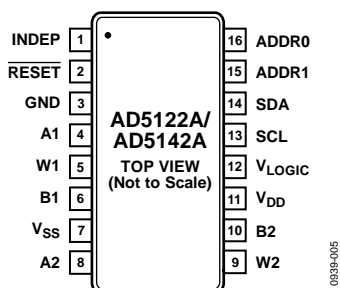 INDEP 1
RESET 2
GND 3
A1 4
W1 5
B1 6
VSS 7
A2 8
AD5122A/
AD5142A
TOP VIEW
(Not to Scale)
16 ADDR0
15 ADDR1
14 SDA
13 SCL
12 VLOGIC
11 VDD
10 B2
9 W2
0939-005